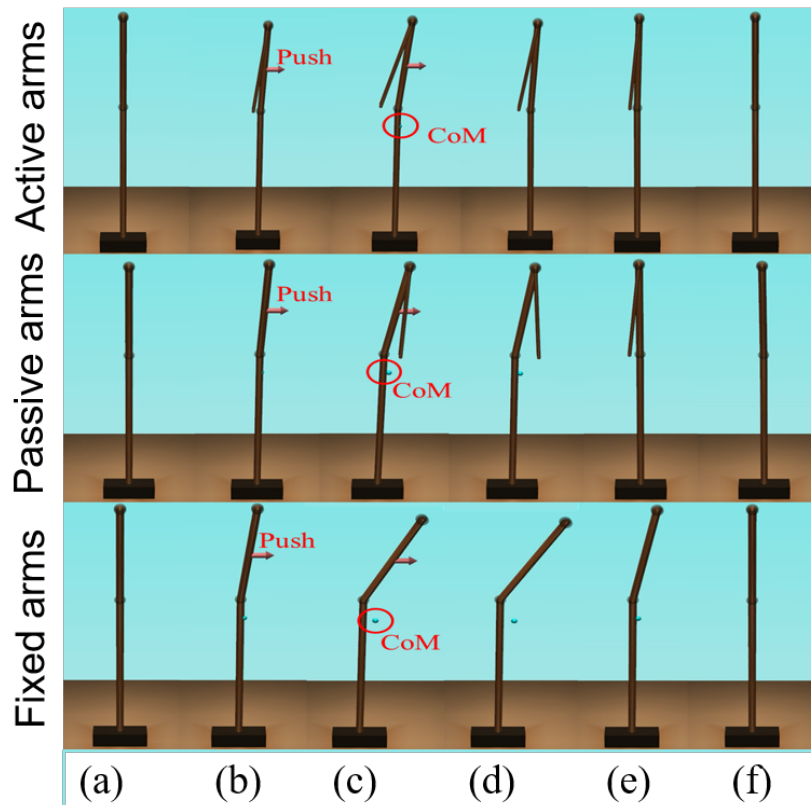 Active arms
Push
CoM
Passive arms
Push
CoM
Fixed arms
Push
CoM
(a) (b) (c) (d) (e) (f)